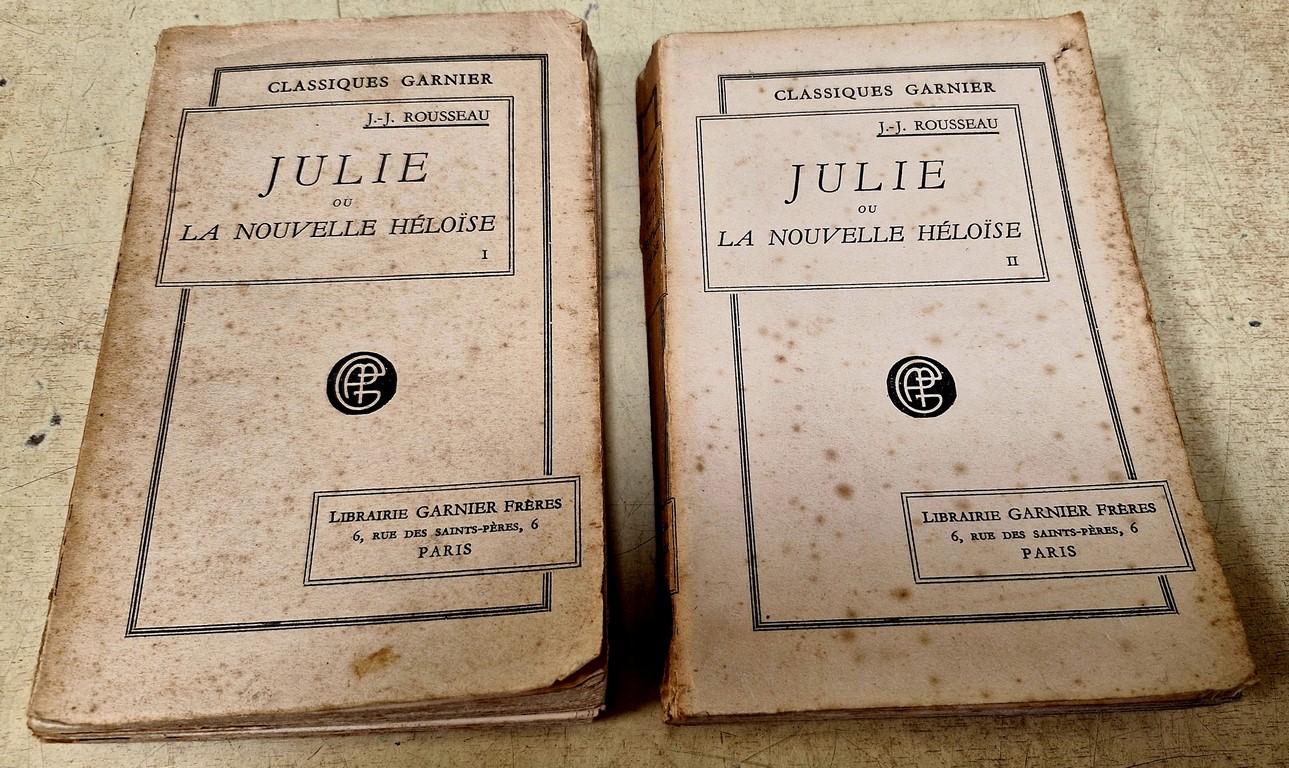 CLASSIQUES GARNIER
J.-J. ROUSSEAU
JULIE
OU
LA NOUVELLE HÉLOÏSE
I
LIBRAIRIE GARNIER FRÈRES
6, RUE DES SAINTS-PÈRES, 6
PARIS
CLASSIQUES GARNIER
J.-J. ROUSSEAU
JULIE
OU
LA NOUVELLE HÉLOÏSE
II
LIBRAIRIE GARNIER FRÈRES
6, RUE DES SAINTS-PÈRES, 6
PARIS